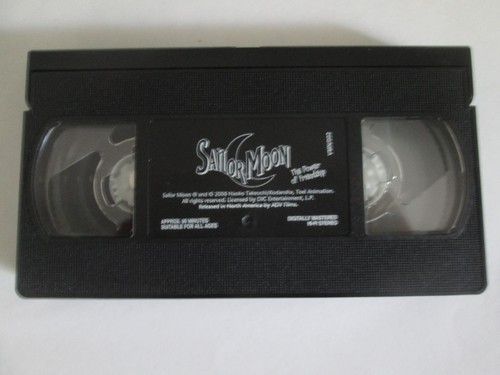 SAILOR MOON
The Power
of Friendship
Sailor Moon ® and © 2000 Naoko Takeuchi/Kodansha, Toei Animation.
All rights reserved. Licensed by DIC Entertainment, L.P.
Released in North America by ADV Films.
APPROX. 65 MINUTES
SUITABLE FOR ALL AGES
DIGITALLY MASTERED
HI-FI STEREO